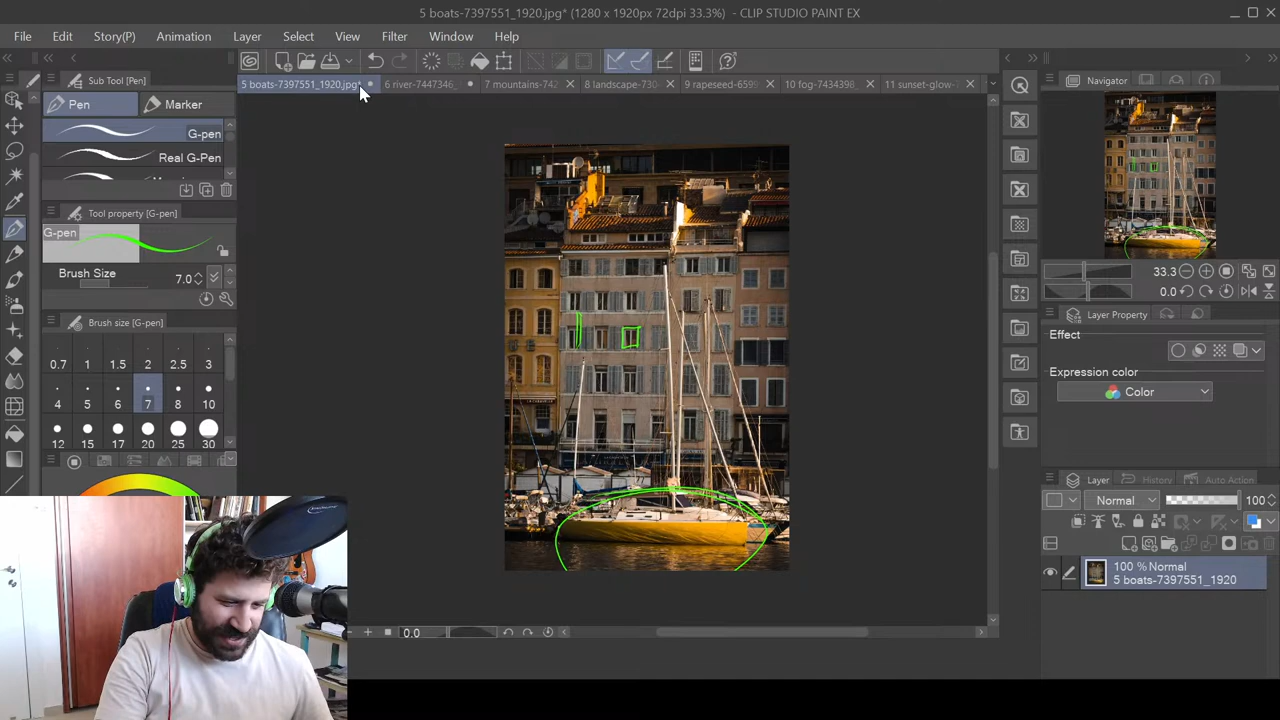 5 boats-7397551_1920.jpg* (1280 x 1920px 72dpi 33.3%) - CLIP STUDIO PAINT EX
File Edit Story(P) Animation Layer Select View Filter Window Help
Sub Tool [Pen]
5 boats-7397551_1920.jpg* 6 river-7447346_ 7 mountains-742 8 landscape-730 9 rapeseed-6599 10 fog-7434398_ 11 sunset-glow-7
Navigator
Pen Marker
G-pen
Real G-Pen
Tool property [G-pen]
G-pen
Brush Size 7.0
33.3
0.0
Layer Property
Brush size [G-pen]
Effect
0.7 1 1.5 2 2.5 3
Expression color
Color
4 5 6 7 8 10
12 15 17 20 25 30
Layer History Auto Action
Normal 100
100 % Normal
5 boats-7397551_1920
0.0